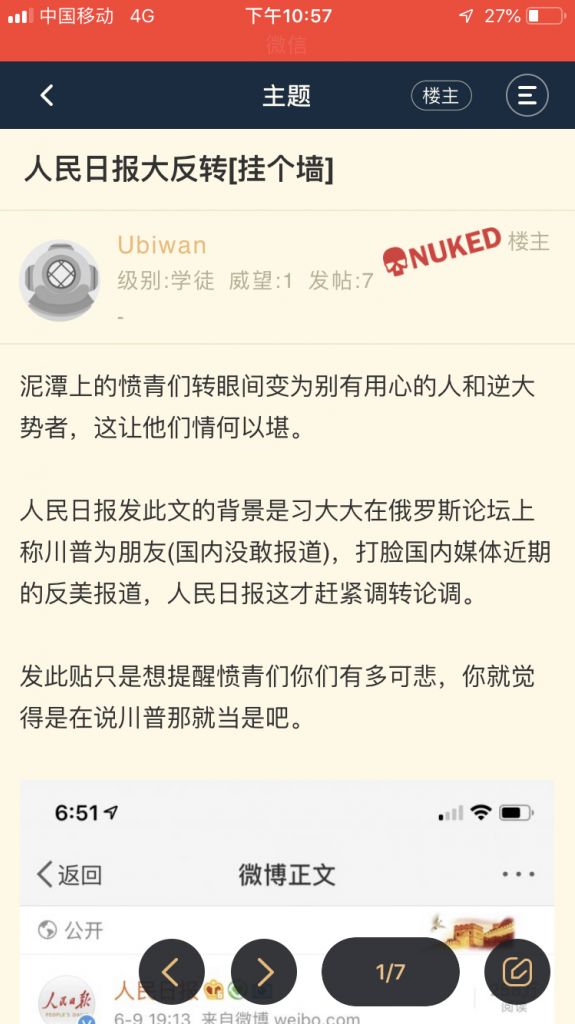 中国移动 4G 下午10:57 27%
微信
主题 楼主
人民日报大反转[挂个墙]
Ubiwan NUKED 楼主
级别:学徒 威望:1 发帖:7
-
泥潭上的愤青们转眼间变为别有用心的人和逆大
势者，这让他们情何以堪。
人民日报发此文的背景是习大大在俄罗斯论坛上
称川普为朋友(国内没敢报道)，打脸国内媒体近期
的反美报道，人民日报这才赶紧调转论调。
发此贴只是想提醒愤青们你们有多可悲，你就觉
得是在说川普那就当是吧。
6:51
返回 微博正文
公开
人民日报 人民日报
PEOPLE'S DAILY 1/7
6-9 19:13 来自微博 weibo.com 阅读